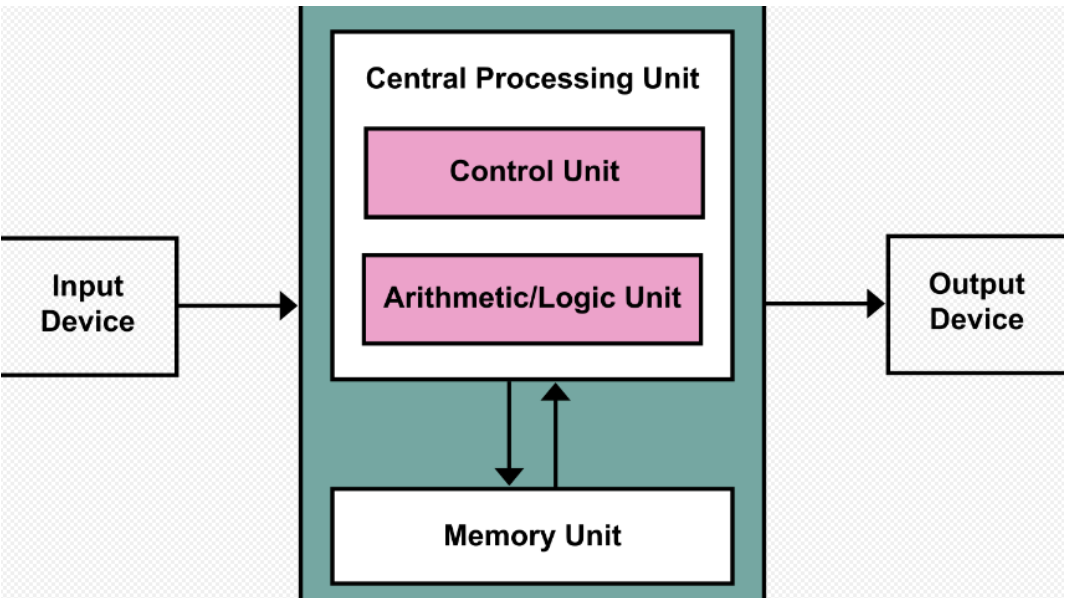 Central Processing Unit
Control Unit
Arithmetic/Logic Unit
Input
Device
Output
Device
Memory Unit